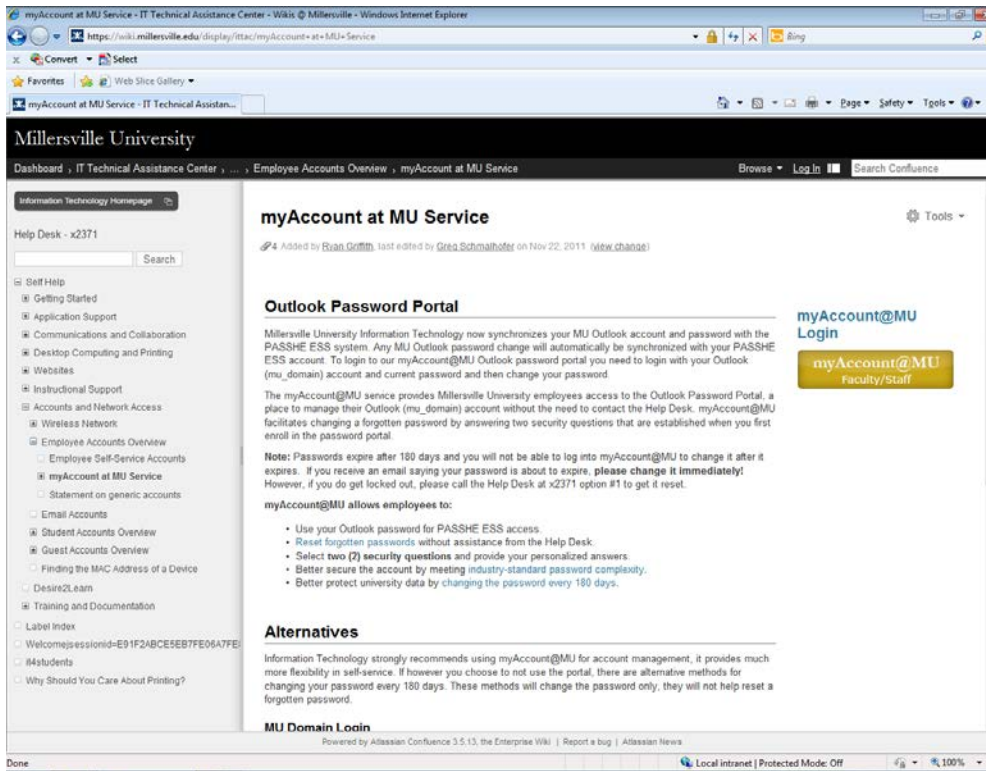 myAccount at MU Service - IT Technical Assistance Center - Wikis @ Millersville - Windows Internet Explorer
https://wiki.millersville.edu/display/ittac/myAccount+at+MU+Service
Bing
x Convert Select
Favorites Web Slice Gallery
myAccount at MU Service - IT Technical Assistan...
Page Safety Tools
Millersville University
Dashboard , IT Technical Assistance Center , ... , Employee Accounts Overview , myAccount at MU Service Browse Log In Search Confluence
Information Technology Homepage
Help Desk - x2371
Search
Self Help
Getting Started
Application Support
Communications and Collaboration
Desktop Computing and Printing
Websites
Instructional Support
Accounts and Network Access
Wireless Network
Employee Accounts Overview
Employee Self-Service Accounts
myAccount at MU Service
Statement on generic accounts
Email Accounts
Student Accounts Overview
Guest Accounts Overview
Finding the MAC Address of a Device
Desire2Learn
Training and Documentation
Label Index
Welcomejsessionid=E91F2ABCE5EB7FE06A7FE
it4students
Why Should You Care About Printing?
myAccount at MU Service
Tools
4 Added by Ryan Griffith, last edited by Greg Schmalhofer on Nov 22, 2011 (view change)
Outlook Password Portal
Millersville University Information Technology now synchronizes your MU Outlook account and password with the
PASSHE ESS system. Any MU Outlook password change will automatically be synchronized with your PASSHE
ESS account. To login to our myAccount@MU Outlook password portal you need to login with your Outlook
(mu_domain) account and current password and then change your password.
The myAccount@MU service provides Millersville University employees access to the Outlook Password Portal, a
place to manage their Outlook (mu_domain) account without the need to contact the Help Desk. myAccount@MU
facilitates changing a forgotten password by answering two security questions that are established when you first
enroll in the password portal.
Note: Passwords expire after 180 days and you will not be able to log into myAccount@MU to change it after it
expires. If you receive an email saying your password is about to expire, please change it immediately!
However, if you do get locked out, please call the Help Desk at x2371 option #1 to get it reset.
myAccount@MU allows employees to:
• Use your Outlook password for PASSHE ESS access.
• Reset forgotten passwords without assistance from the Help Desk.
• Select two (2) security questions and provide your personalized answers.
• Better secure the account by meeting industry-standard password complexity.
• Better protect university data by changing the password every 180 days.
myAccount@MU
Login
myAccount@MU
Faculty/Staff
Alternatives
Information Technology strongly recommends using myAccount@MU for account management, it provides much
more flexibility in self-service. If however you choose to not use the portal, there are alternative methods for
changing your password every 180 days. These methods will change the password only, they will not help reset a
forgotten password.
MU Domain Login
Powered by Atlassian Confluence 3.5.13, the Enterprise Wiki | Report a bug | Atlassian News
Done Local intranet | Protected Mode: Off 100%